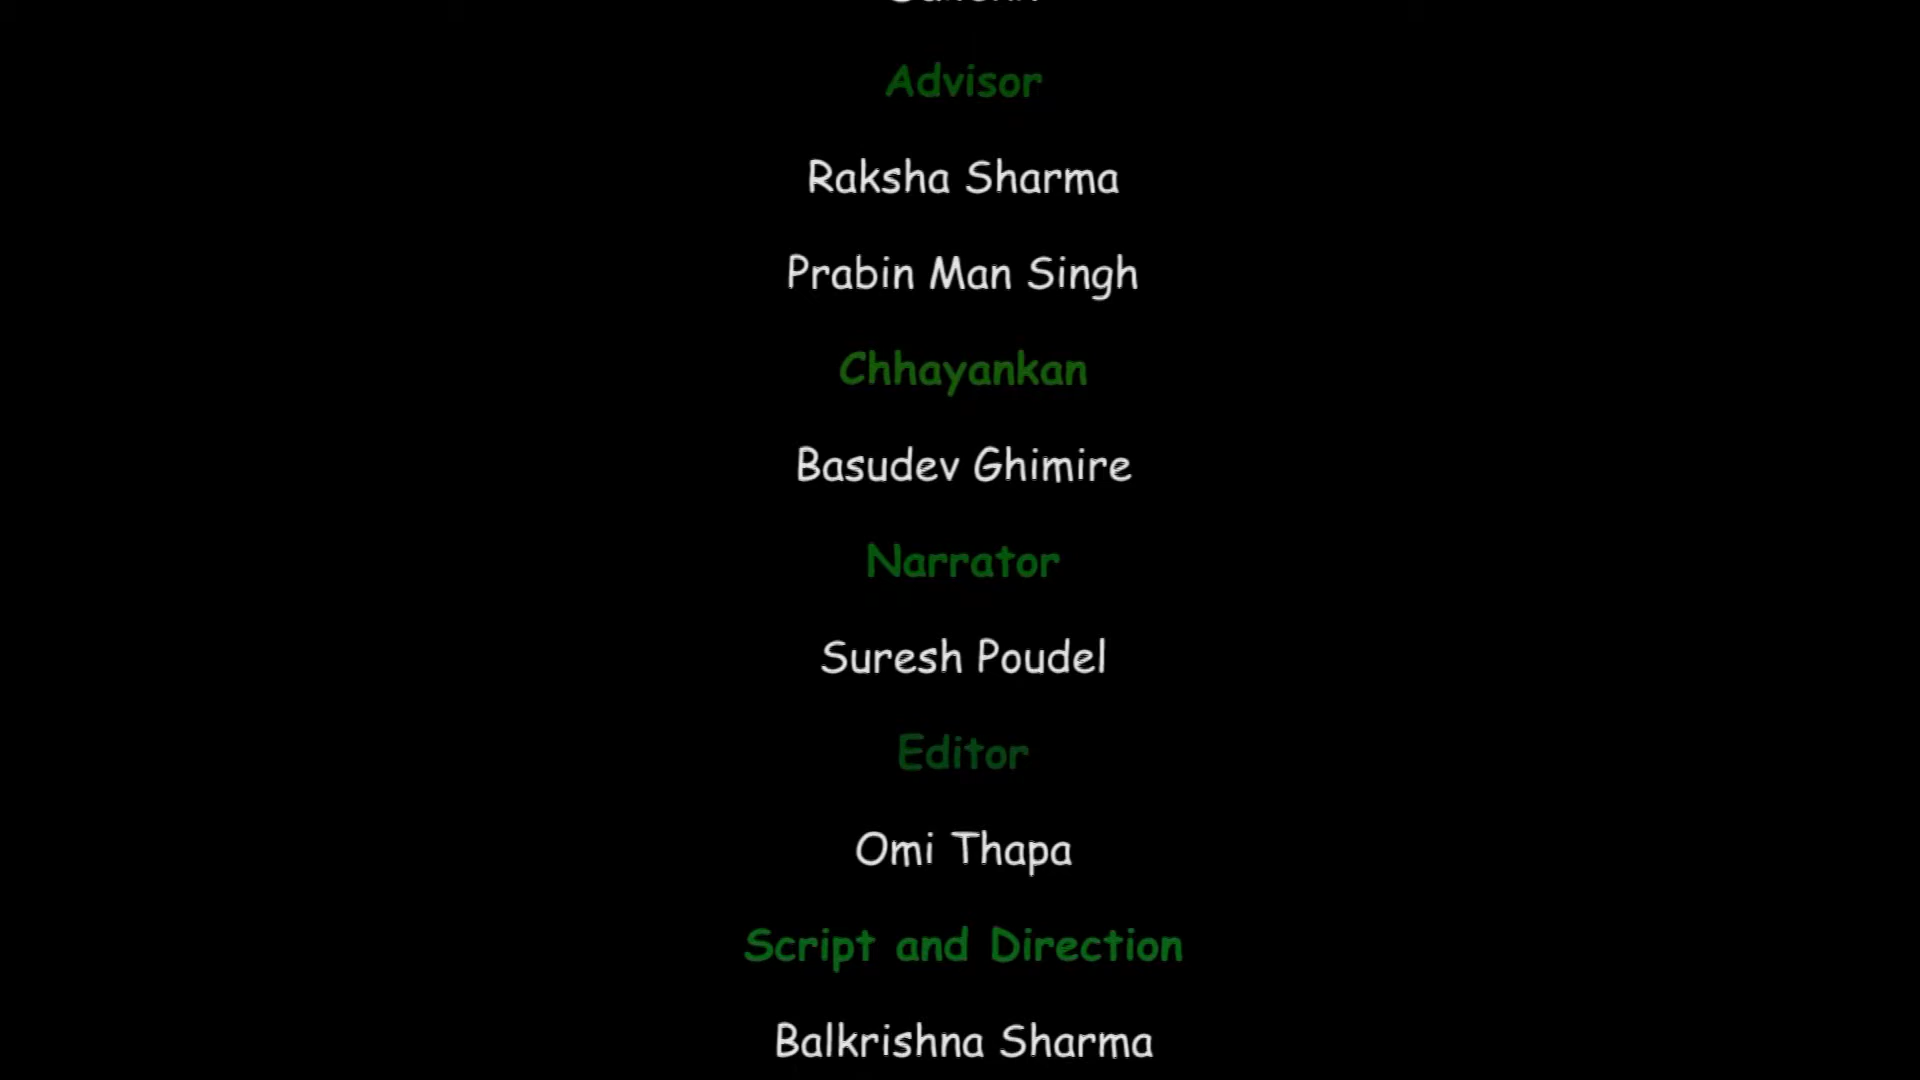 Advisor
Raksha Sharma
Prabin Man Singh
Chhayankan
Basudev Ghimire
Narrator
Suresh Poudel
Editor
Omi Thapa
Script and Direction
Balkrishna Sharma